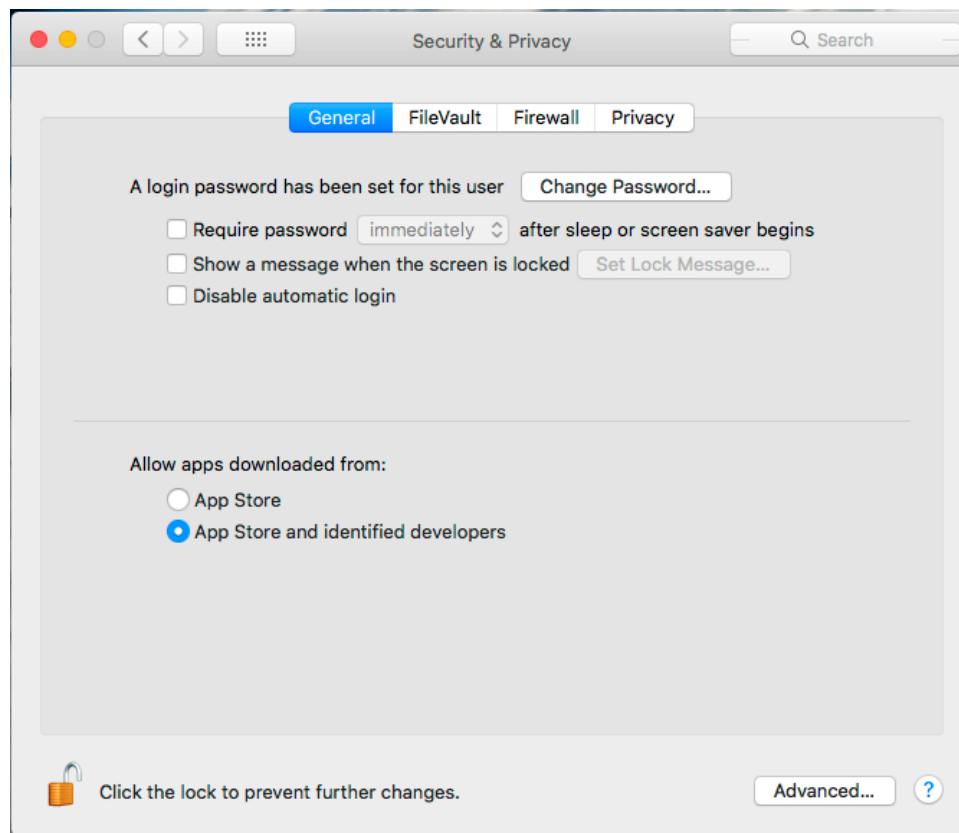 Security & Privacy
Search
General FileVault Firewall Privacy
A login password has been set for this user Change Password...
Require password immediately after sleep or screen saver begins
Show a message when the screen is locked Set Lock Message...
Disable automatic login
Allow apps downloaded from:
App Store
App Store and identified developers
Click the lock to prevent further changes.
Advanced... ?